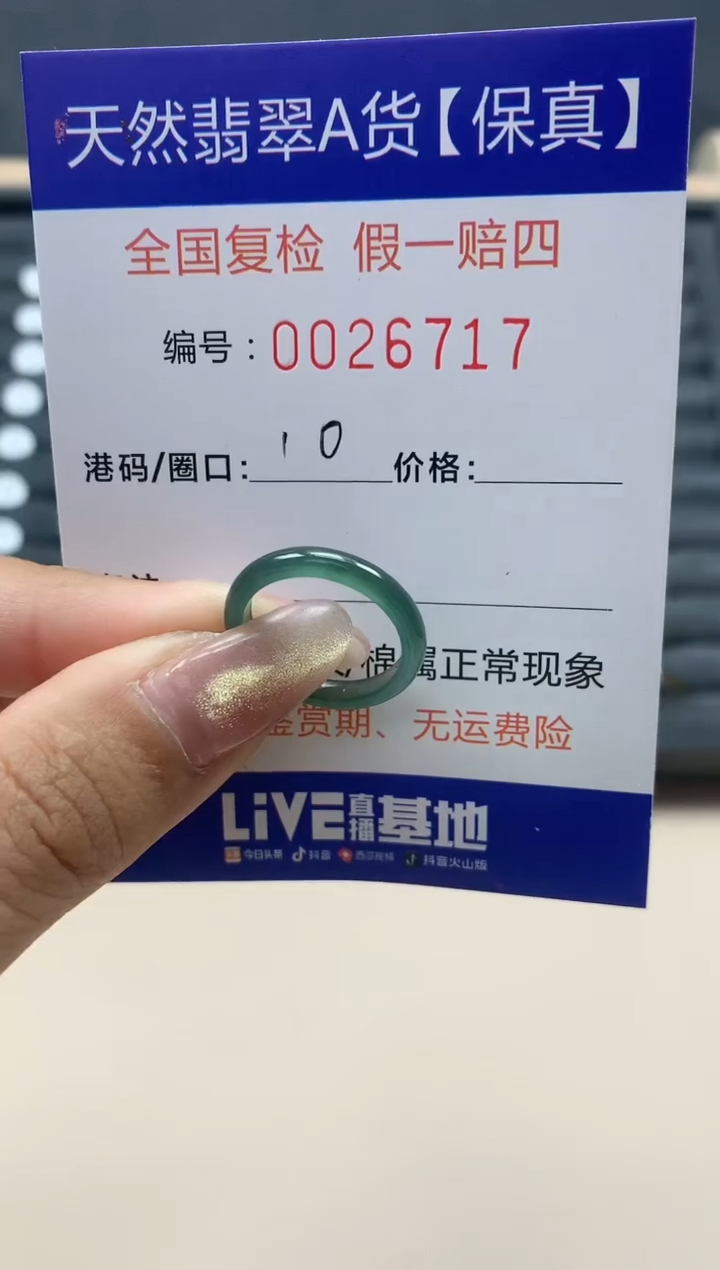 天然翡翠A货【保真】
全国复检 假一赔四
编号：0026717
港码/圈口： 10 价格：
棉属正常现象
鉴赏期、无运费险
LiVE直播基地
今日头条 抖音 西瓜视频 抖音火山版